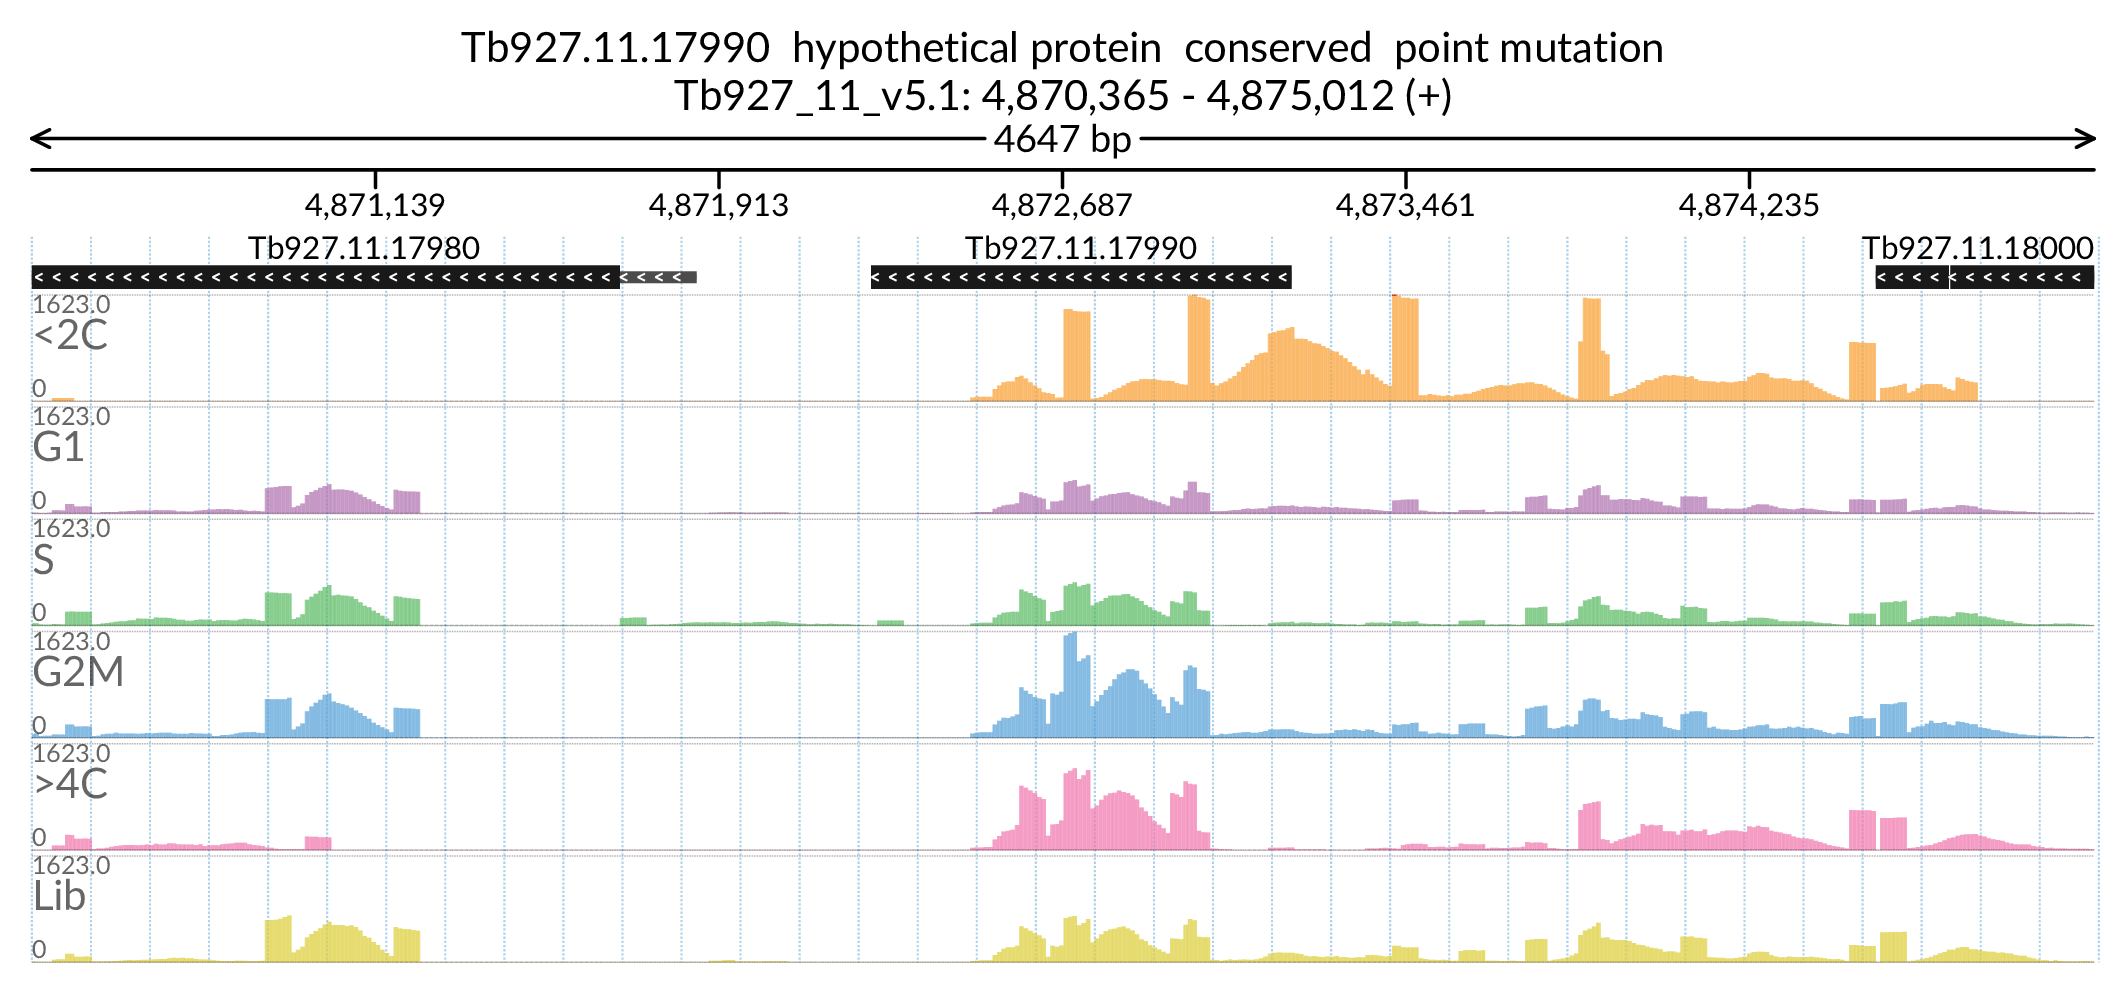 Tb927.11.17990 hypothetical protein conserved point mutation
Tb927_11_v5.1: 4,870,365 - 4,875,012 (+)
4647 bp
4,871,139 4,871,913 4,872,687 4,873,461 4,874,235
Tb927.11.17980 Tb927.11.17990 Tb927.11.18000
1623.0
<2C
0
1623.0
G1
0
1623.0
S
0
1623.0
G2M
0
1623.0
>4C
0
1623.0
Lib
0